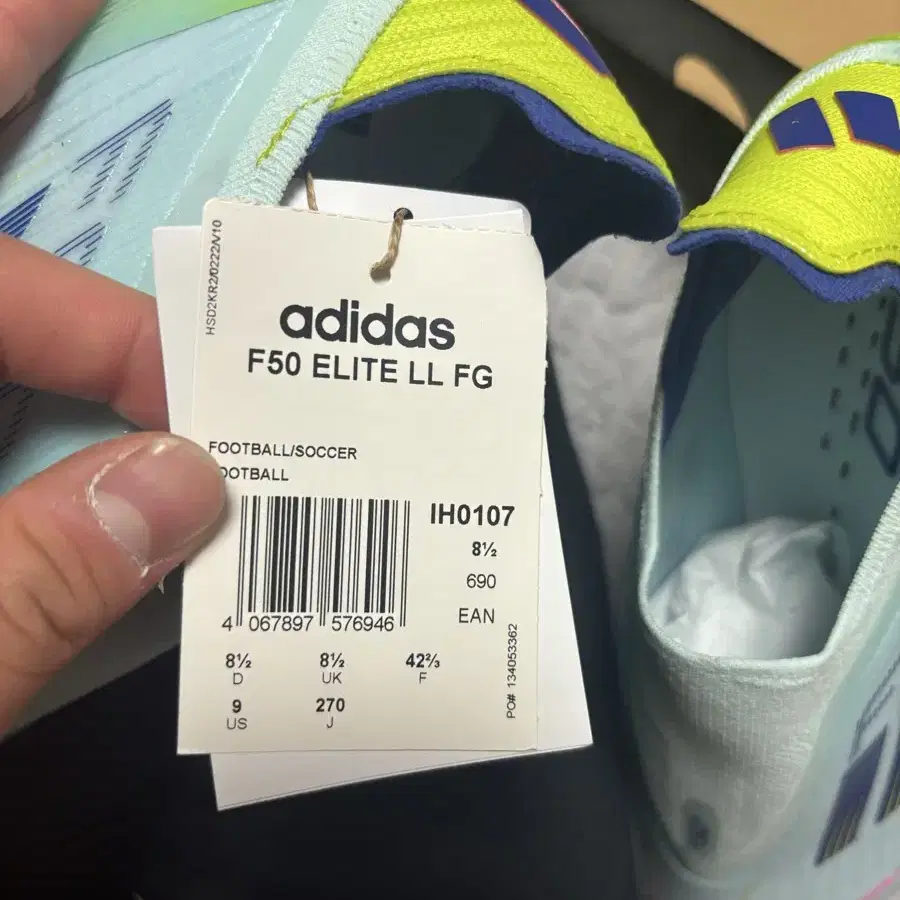 HSD2KR2/0222/V10
adidas
F50 ELITE LL FG
FOOTBALL/SOCCER
OOTBALL
IH0107
8½
690
EAN
4 067897 576946
8½ 8½ 42⅔
D UK F
9 270
US J
PO# 134053362